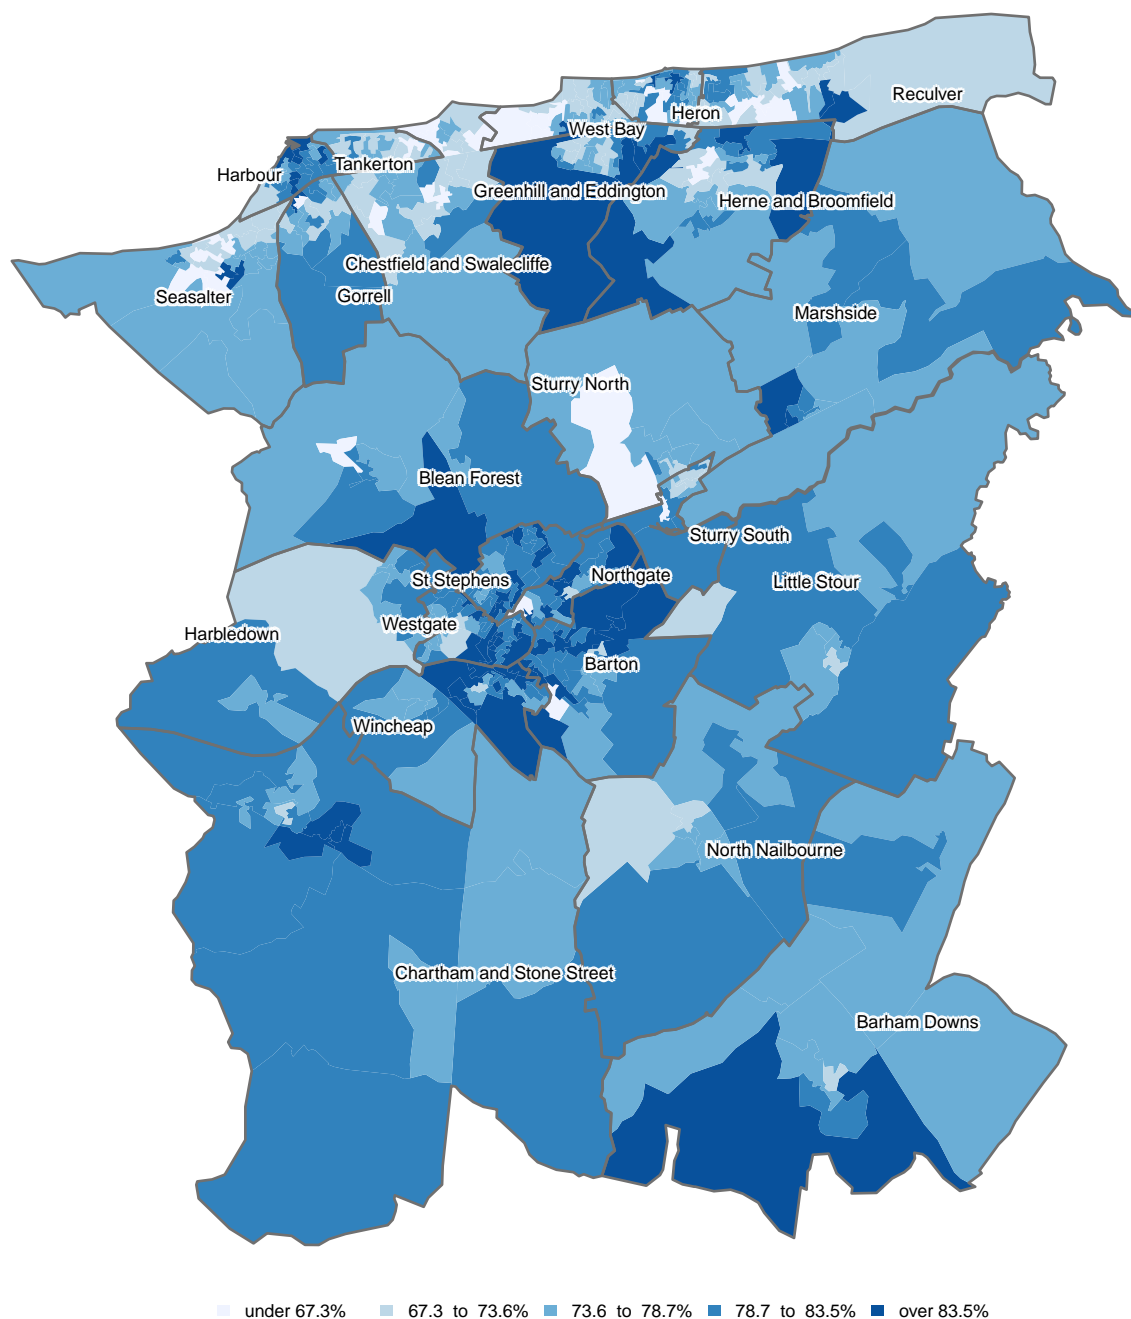 Reculver
Heron
West Bay
Tankerton
Harbour
Greenhill and Eddington
Herne and Broomfield
Chestfield and Swalecliffe
Seasalter
Gorrell
Marshside
Sturry North
Blean Forest
Sturry South
St Stephens
Northgate
Little Stour
Westgate
Harbledown
Barton
Wincheap
North Nailbourne
Chartham and Stone Street
Barham Downs
under 67.3% 67.3 to 73.6% 73.6 to 78.7% 78.7 to 83.5% over 83.5%